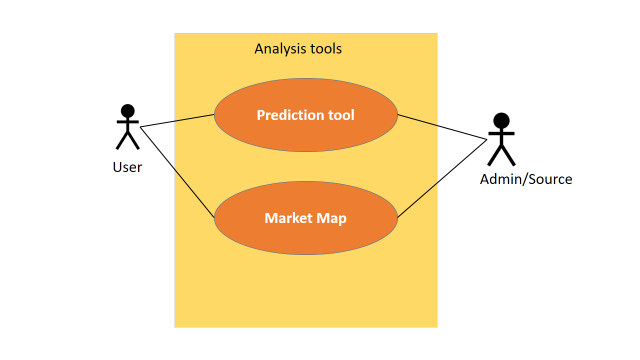 Analysis tools
Prediction tool
User
Admin/Source
Market Map